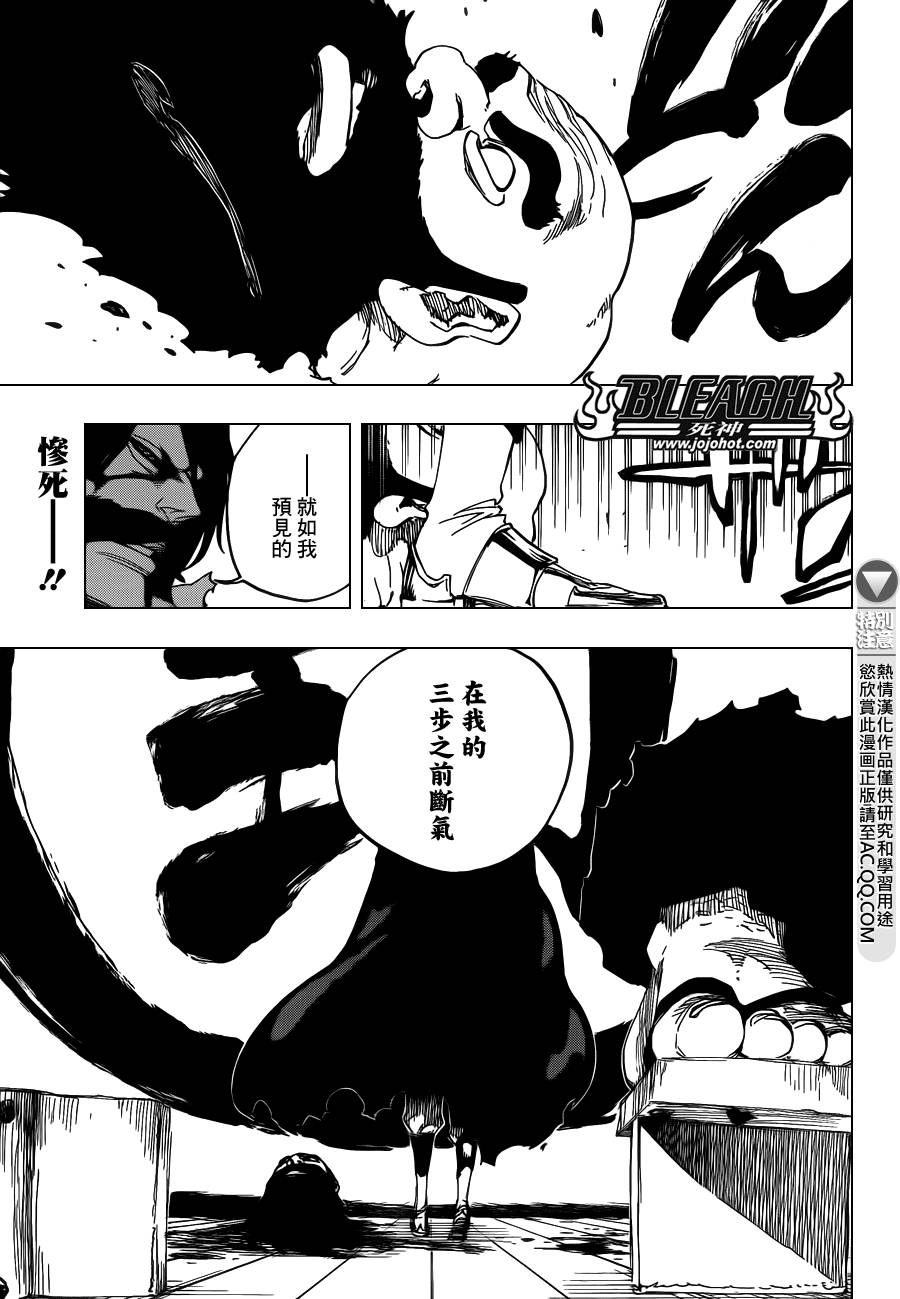 BLEACH
死神
www.jojohot.com
──就如我
預見的
慘死──!!
在我的
三步之前斷氣
特別
注意
熱情漢化作品僅供研究和學習用途
慾欣賞此漫画正版請至AC.QQ.COM